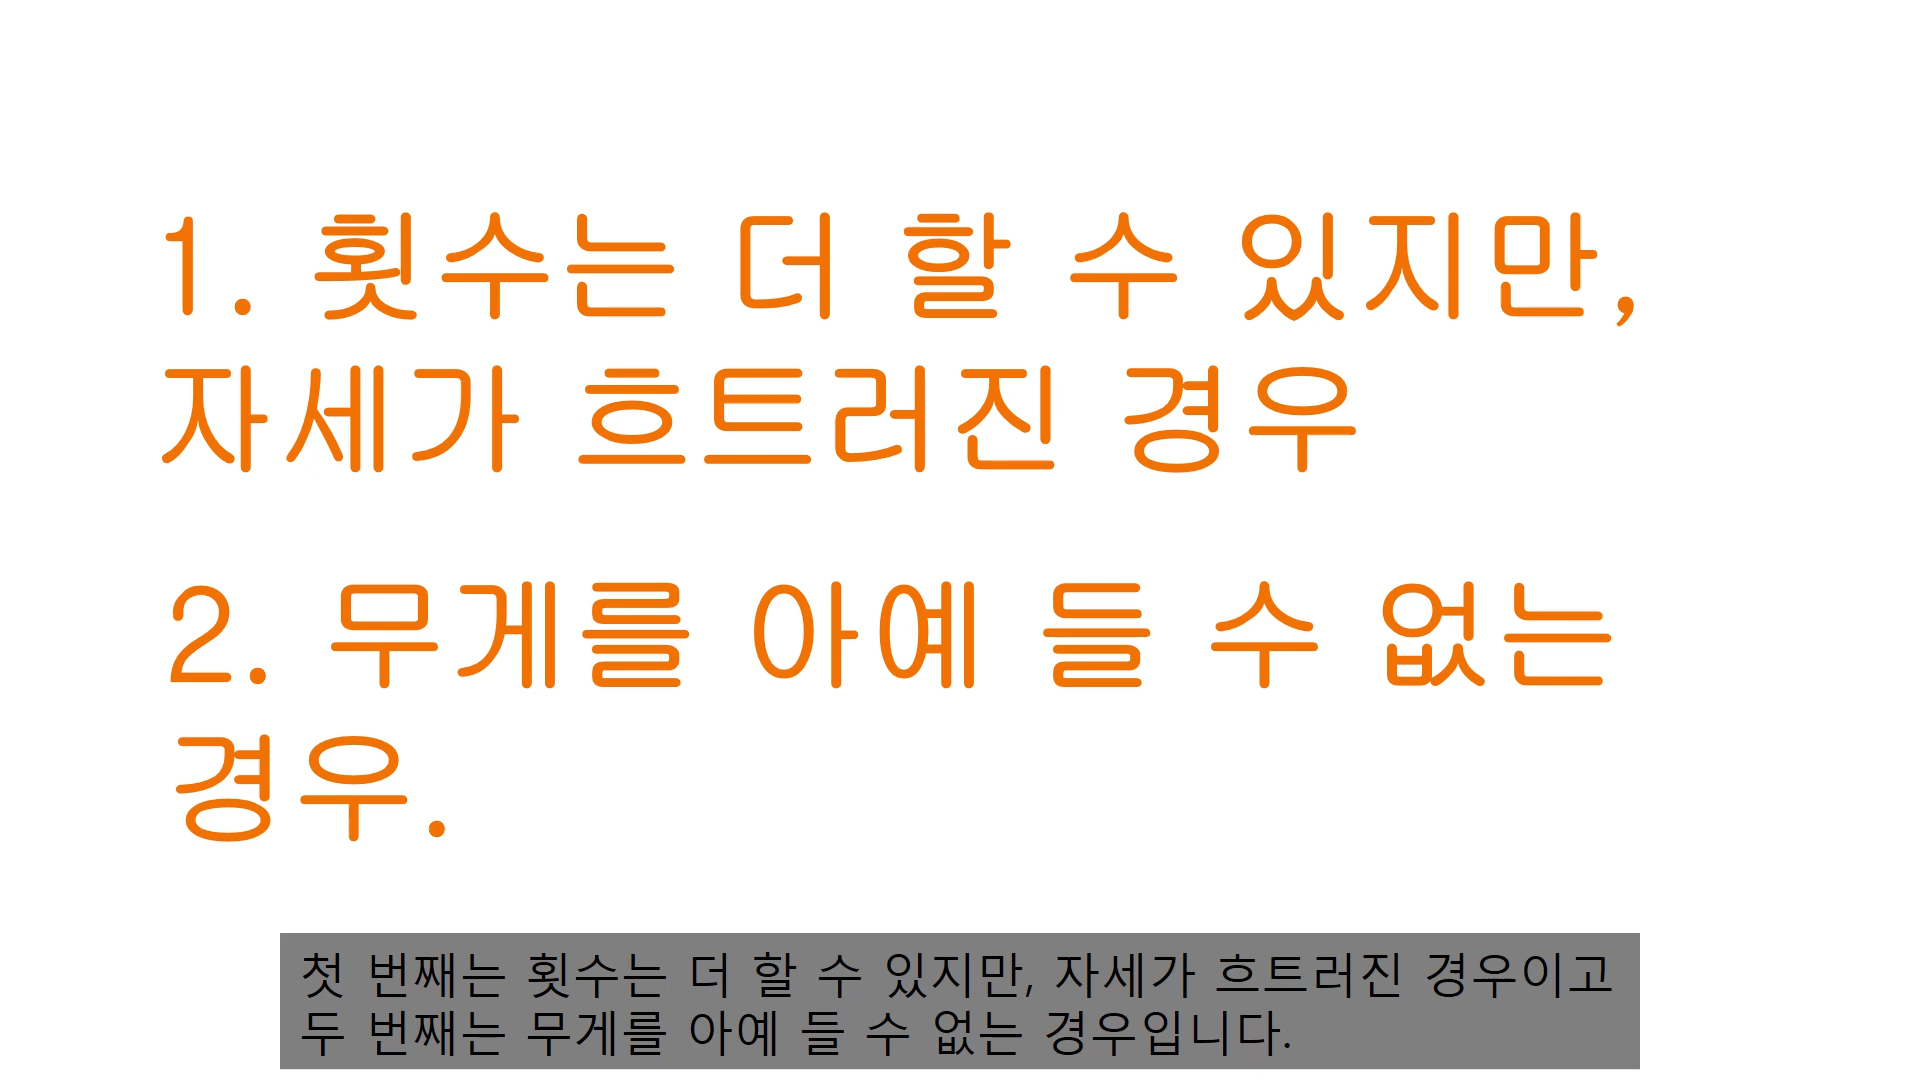 1. 횟수는 더 할 수 있지만,
자세가 흐트러진 경우
2. 무게를 아예 들 수 없는
경우.
첫 번째는 횟수는 더 할 수 있지만, 자세가 흐트러진 경우이고
두 번째는 무게를 아예 들 수 없는 경우입니다.